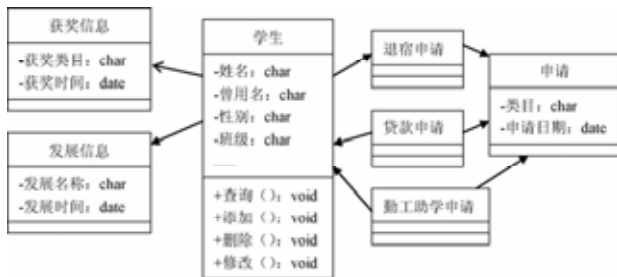 获奖信息
-获奖类目：char
-获奖时间：date
发展信息
-发展名称：char
-发展时间：date
学生
-姓名：char
-曾用名：char
-性别：char
-班级：char
......
+查询（）：void
+添加（）：void
+删除（）：void
+修改（）：void
退宿申请
贷款申请
勤工助学申请
申请
-类目：char
-申请日期：date